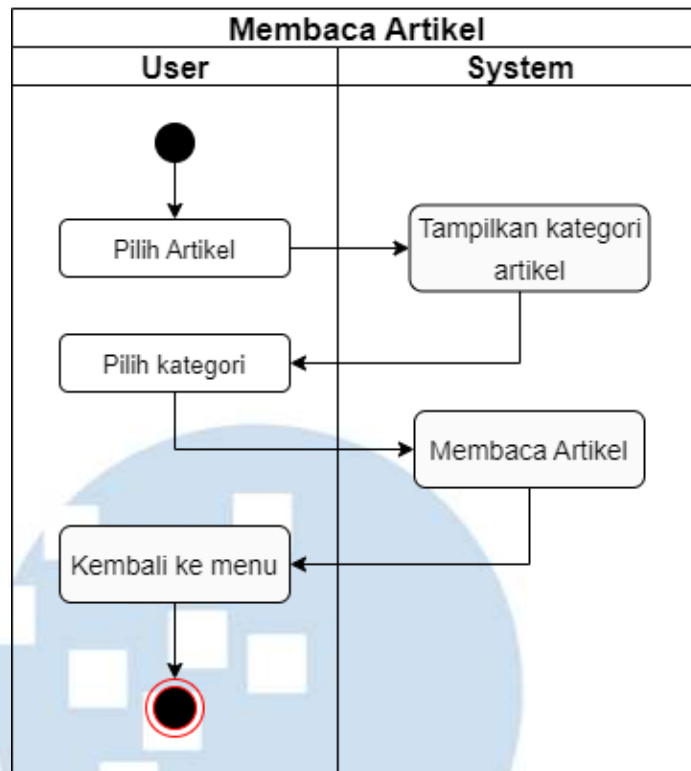 Membaca Artikel
User
System
Pilih Artikel
Tampilkan kategori
artikel
Pilih kategori
Membaca Artikel
Kembali ke menu